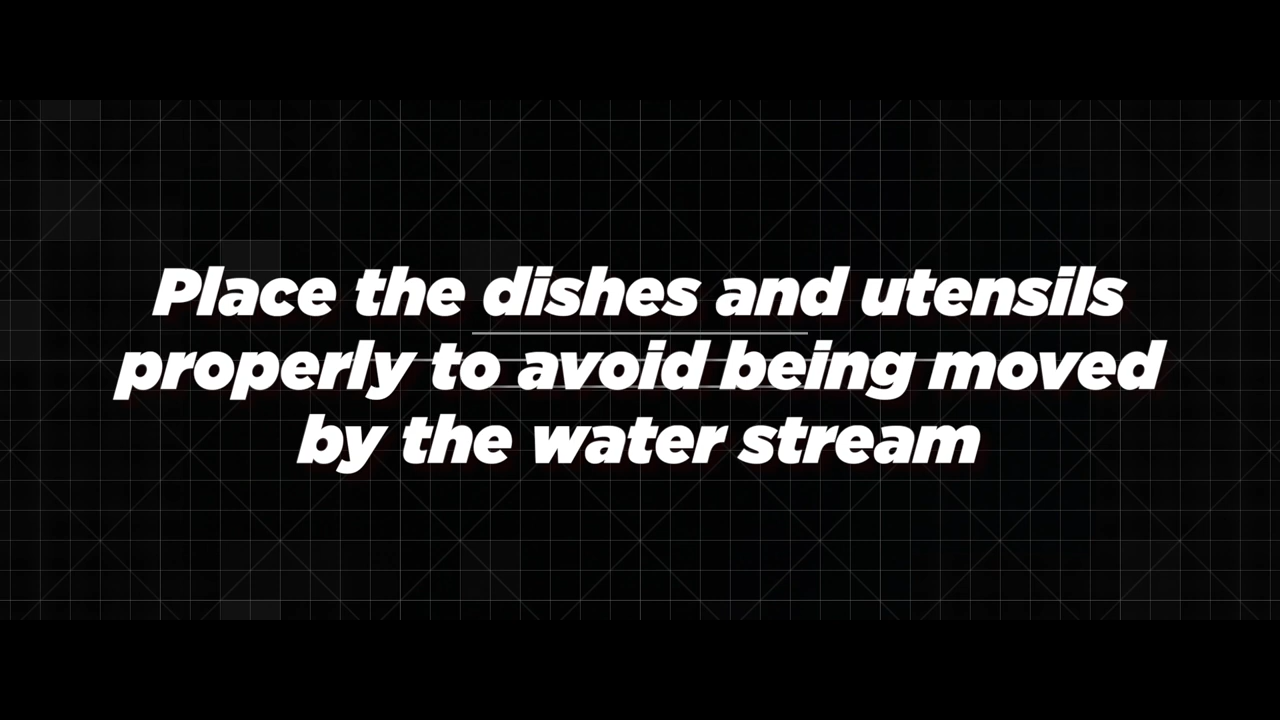 Place the dishes and utensils
properly to avoid being moved
by the water stream